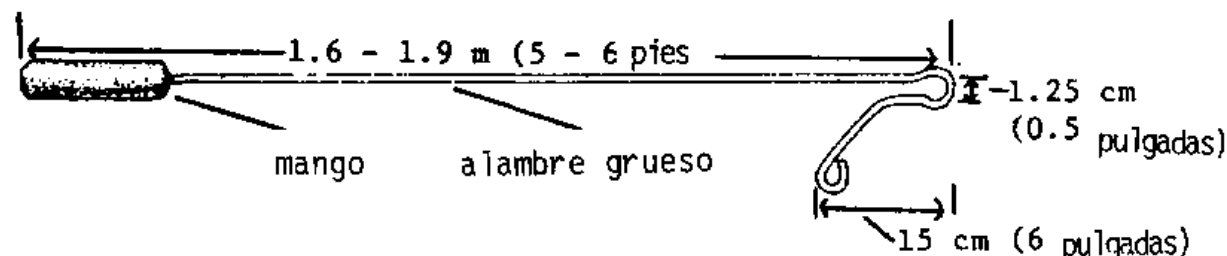 1.6 - 1.9 m (5 - 6 pies
1.25 cm
(0.5 pulgadas)
mango
alambre grueso
15 cm (6 pulgadas)